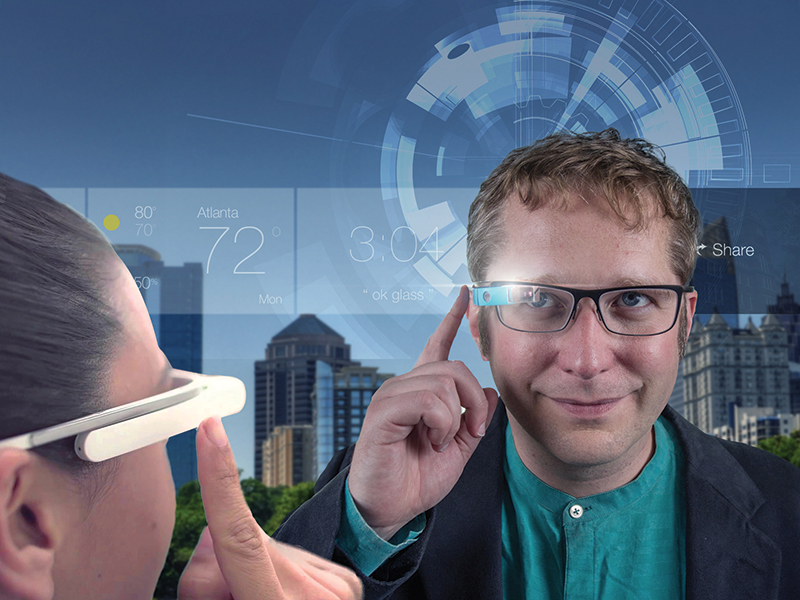 80°
70°
60%
Atlanta
72°
Mon
3:04
" ok glass "
Share